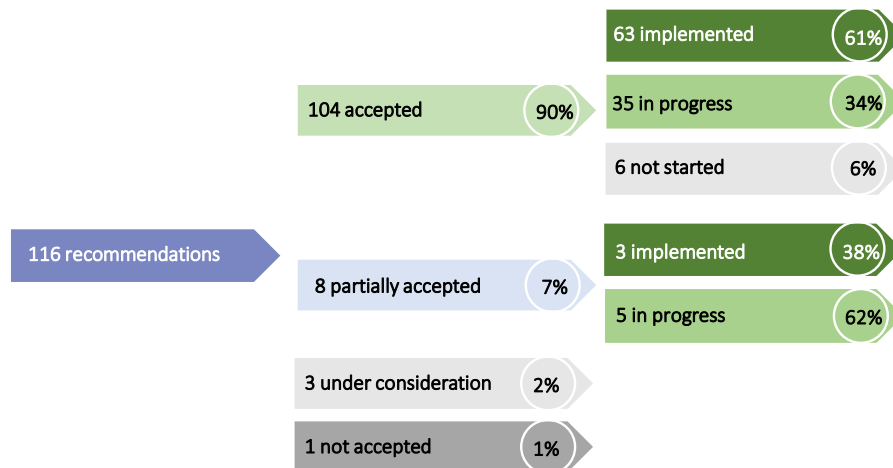 116 recommendations
104 accepted 90%
63 implemented 61%
35 in progress 34%
6 not started 6%
8 partially accepted 7%
3 implemented 38%
5 in progress 62%
3 under consideration 2%
1 not accepted 1%